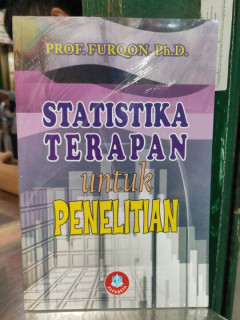 PROF. FURQON, Ph.D.
STATISTIKA
TERAPAN
untuk
PENELITIAN